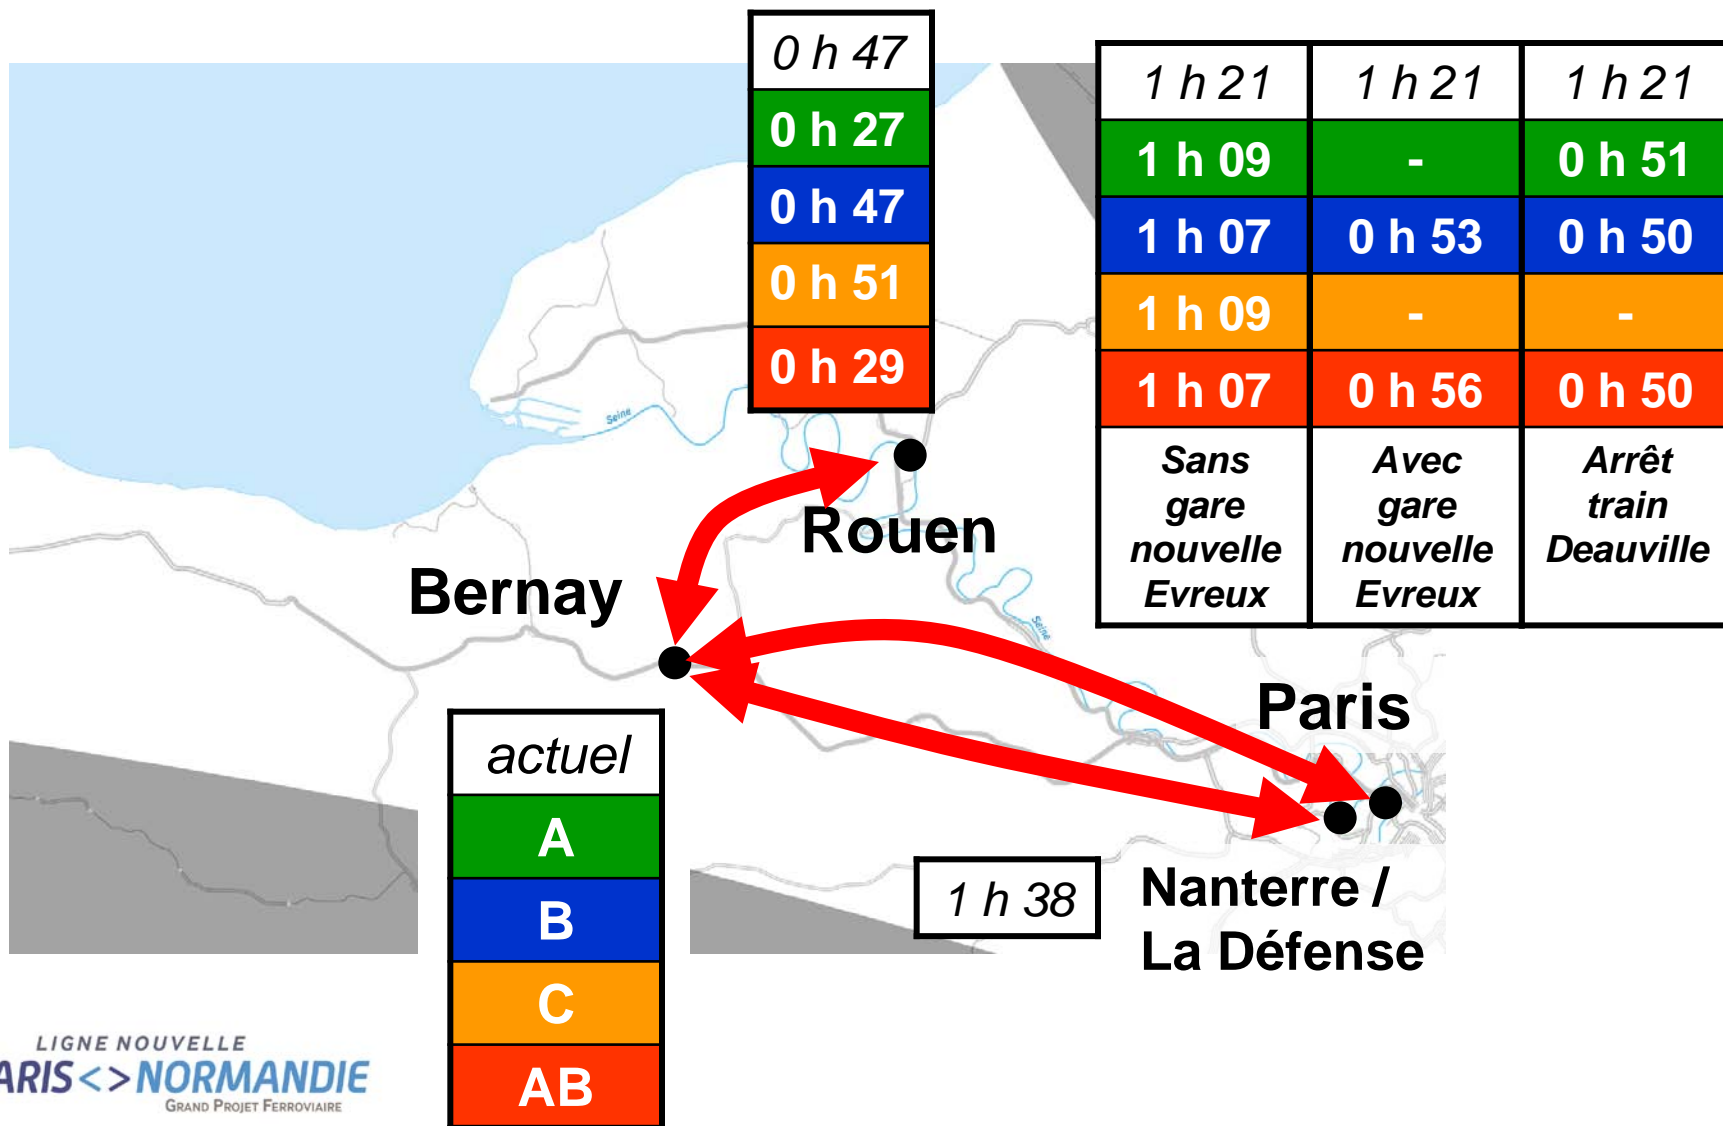 0 h 47
0 h 27
0 h 47
0 h 51
0 h 29
1 h 21 1 h 21 1 h 21
1 h 09 - 0 h 51
1 h 07 0 h 53 0 h 50
1 h 09 - -
1 h 07 0 h 56 0 h 50
Sans gare nouvelle Evreux
Avec gare nouvelle Evreux
Arrêt train Deauville
Seine
Rouen
Bernay
Seine
Paris
actuel
A
B
C
AB
1 h 38
Nanterre /
La Défense
LIGNE NOUVELLE
ARIS<>NORMANDIE
GRAND PROJET FERROVIAIRE